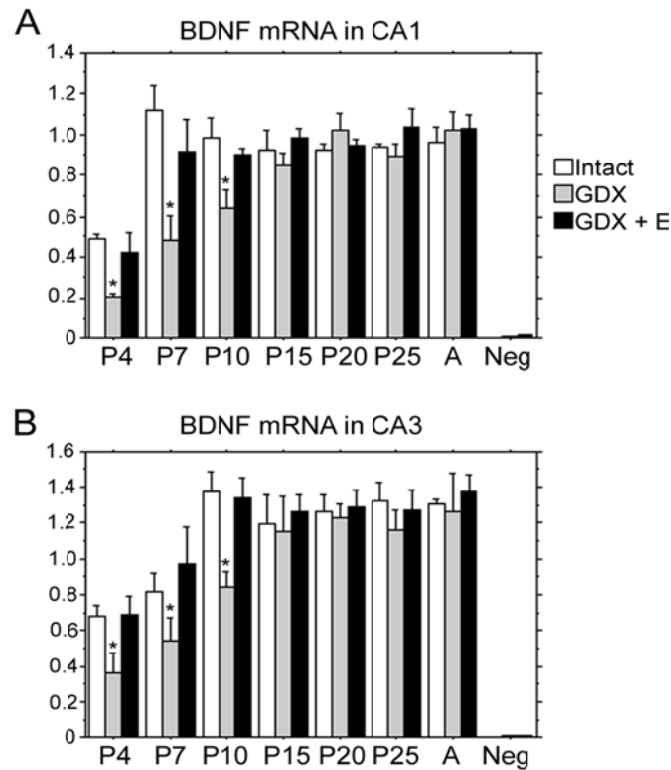 A
BDNF mRNA in CA1
1.4
1.2
1.0
0.8
0.6
0.4
0.2
0
*
*
*
P4 P7 P10 P15 P20 P25 A Neg
Intact
GDX
GDX + E
B
BDNF mRNA in CA3
1.6
1.4
1.2
1.0
0.8
0.6
0.4
0.2
0
*
*
*
P4 P7 P10 P15 P20 P25 A Neg